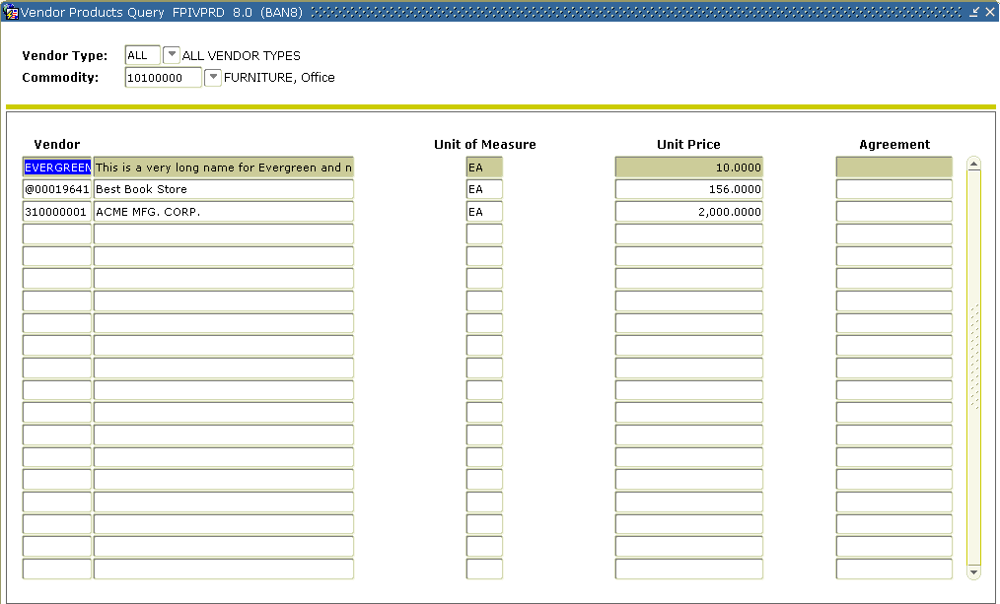 Vendor Products Query FPIVPRD 8.0 (BAN8)
Vendor Type: ALL ALL VENDOR TYPES
Commodity: 10100000 FURNITURE, Office
Vendor Unit of Measure Unit Price Agreement
EVERGREEN This is a very long name for Evergreen and n EA 10.0000
@00019641 Best Book Store EA 156.0000
310000001 ACME MFG. CORP. EA 2,000.0000